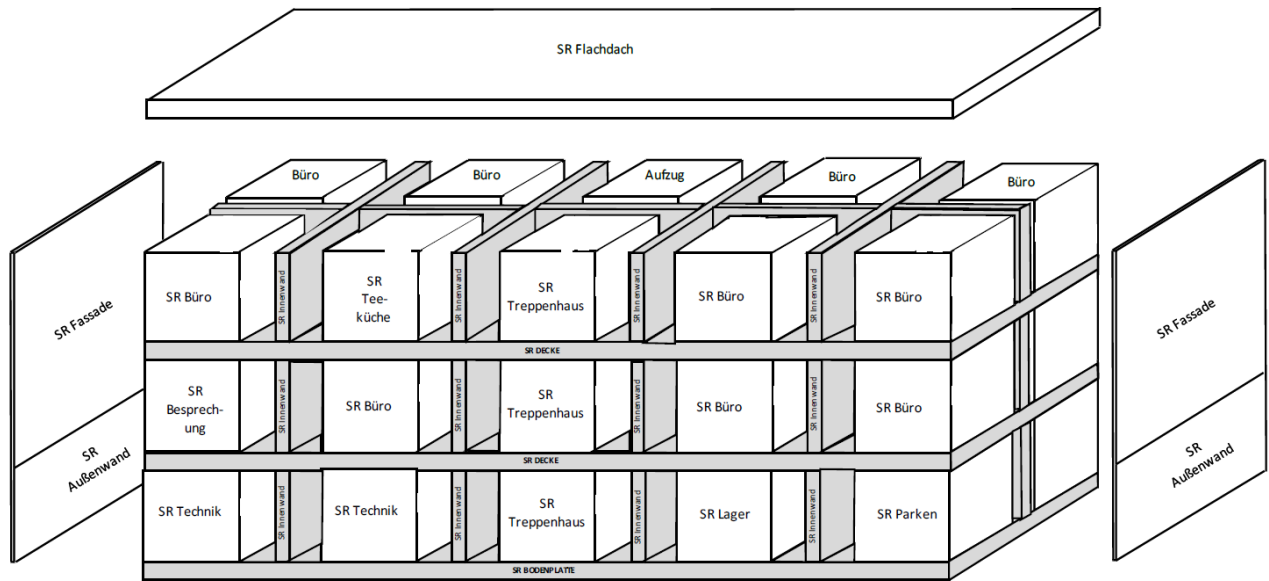 SR Flachdach
Büro
Büro
Aufzug
Büro
Büro
SR Fassade
SR
Außenwand
SR Büro
SR Innenwand
SR
Tee-
küche
SR Innenwand
SR
Treppenhaus
SR Innenwand
SR Büro
SR Innenwand
SR Büro
SR DECKE
SR
Besprech-
ung
SR Innenwand
SR Büro
SR Innenwand
SR
Treppenhaus
SR Innenwand
SR Büro
SR Innenwand
SR Büro
SR DECKE
SR Technik
SR Innenwand
SR Technik
SR Innenwand
SR
Treppenhaus
SR Innenwand
SR Lager
SR Innenwand
SR Parken
SR BODENPLATTE
SR Fassade
SR
Außenwand